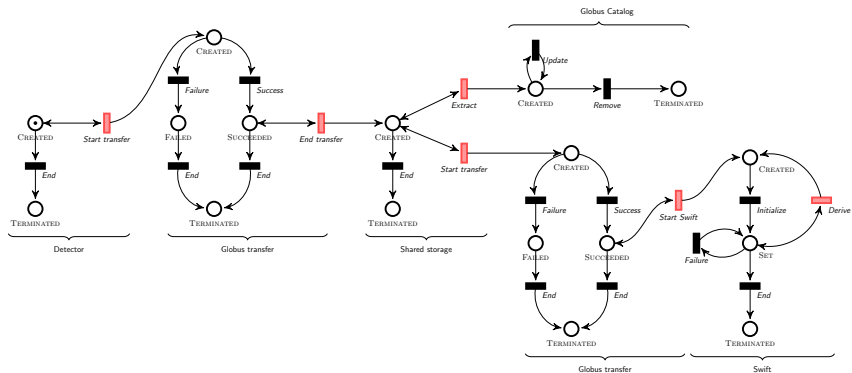 Globus Catalog
CREATED
Update
Failure
Success
Extract
CREATED
Remove
TERMINATED
CREATED
Start transfer
FAILED
SUCCEEDED
End transfer
CREATED
Start transfer
CREATED
CREATED
End
End
End
End
Failure
Success
Start Swift
Initialize
Derive
TERMINATED
TERMINATED
TERMINATED
Detector
Globus transfer
Shared storage
FAILED
SUCCEEDED
Failure
SET
End
End
End
TERMINATED
TERMINATED
Globus transfer
Swift